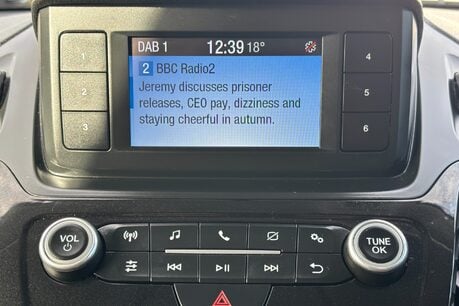 DAB 1 12:39 18°
2 BBC Radio2
Jeremy discusses prisoner
releases, CEO pay, dizziness and
staying cheerful in autumn.
1
2
3
4
5
6
VOL
TUNE
OK